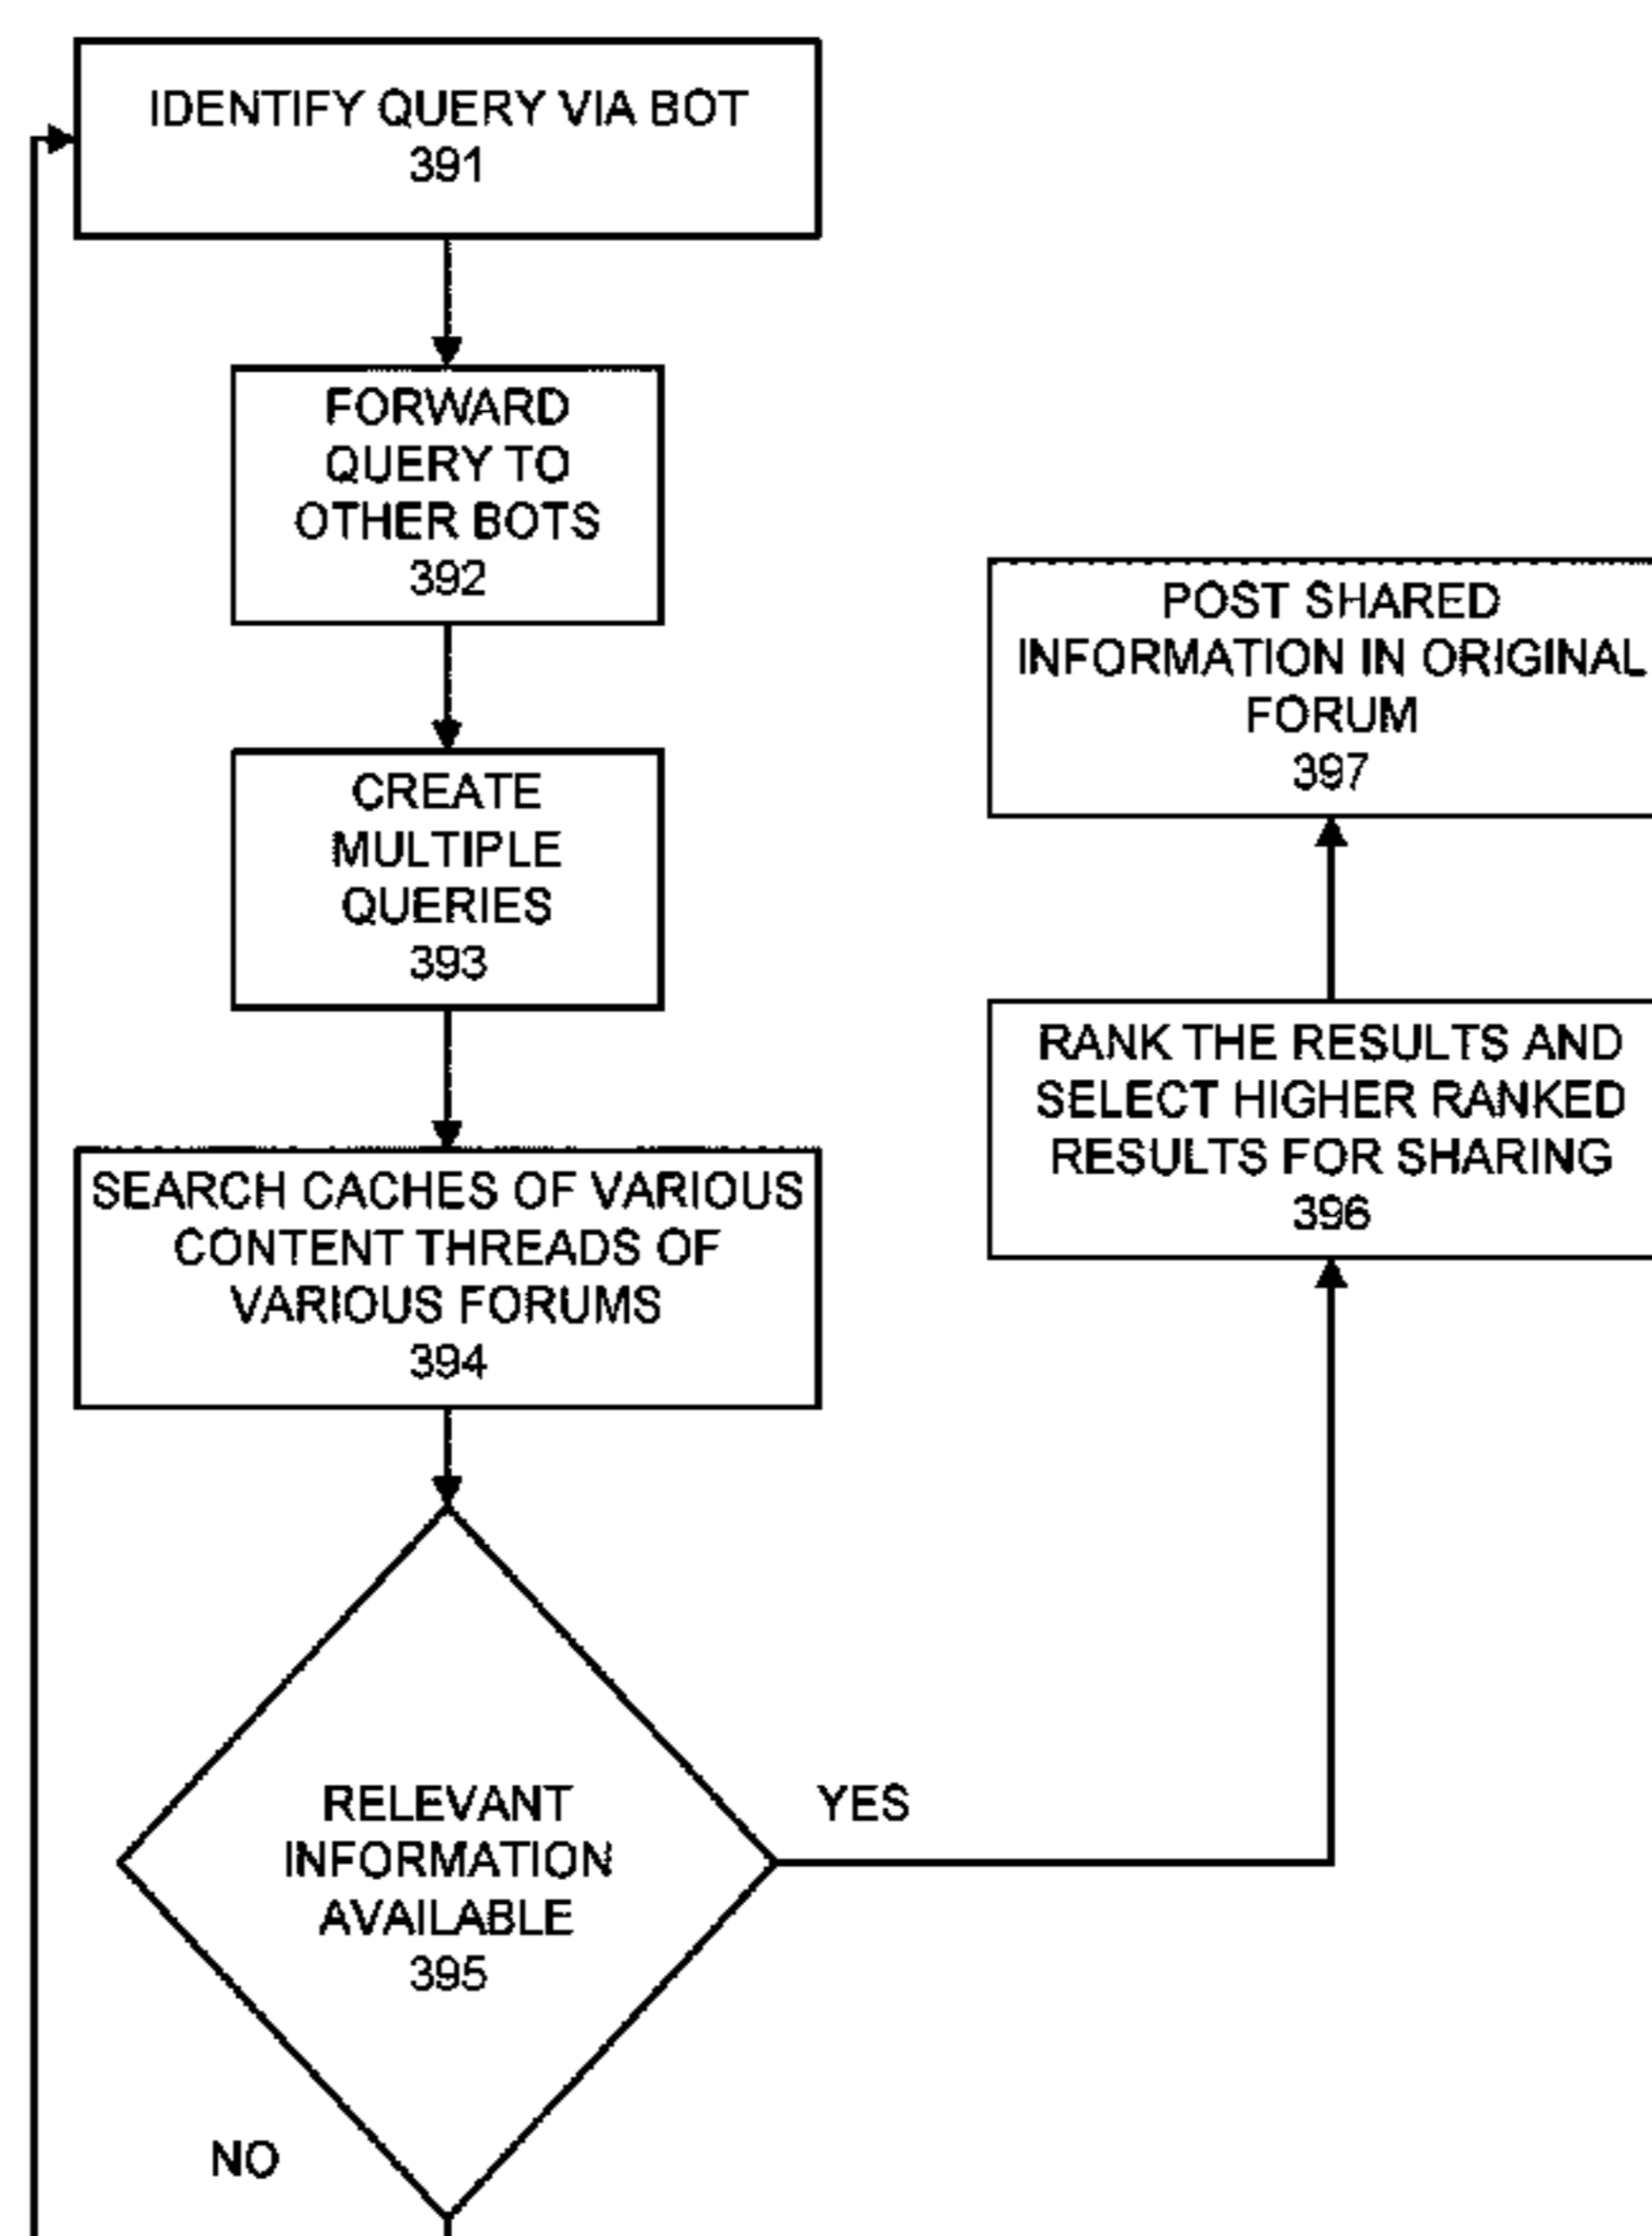 IDENTIFY QUERY VIA BOT
391
FORWARD
QUERY TO
OTHER BOTS
392
CREATE
MULTIPLE
QUERIES
393
SEARCH CACHES OF VARIOUS
CONTENT THREADS OF
VARIOUS FORUMS
394
RELEVANT
INFORMATION
AVAILABLE
395
YES
NO
RANK THE RESULTS AND
SELECT HIGHER RANKED
RESULTS FOR SHARING
396
POST SHARED
INFORMATION IN ORIGINAL
FORUM
397